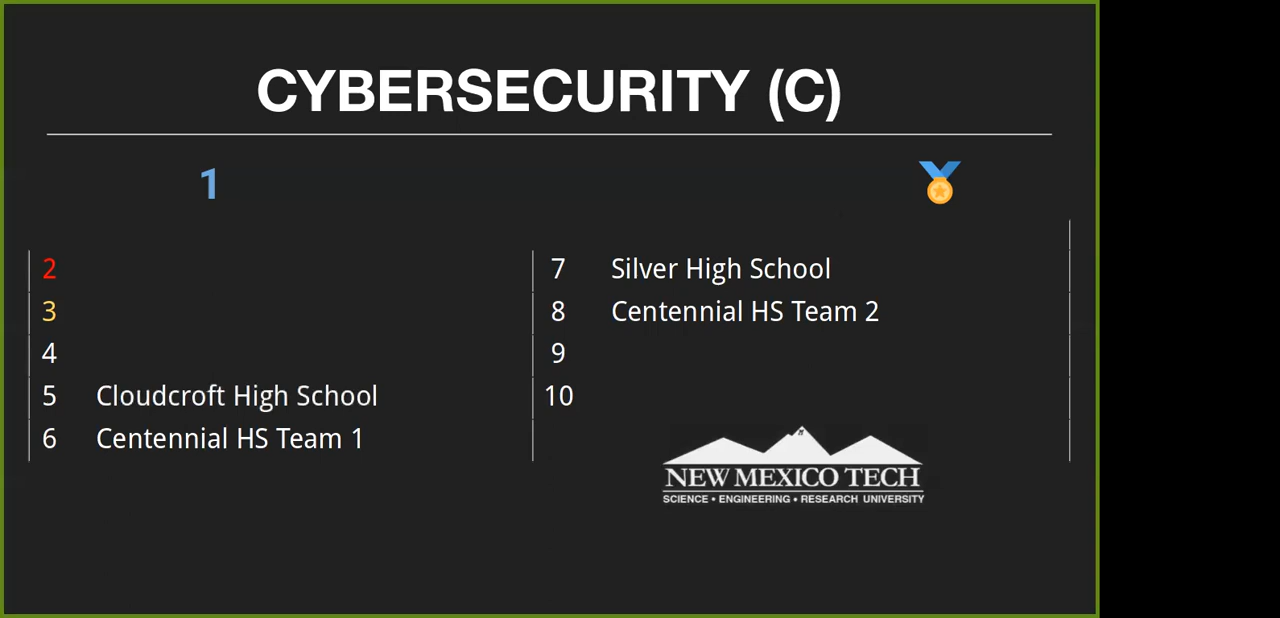 CYBERSECURITY (C)
1
2
3
4
5 Cloudcroft High School
6 Centennial HS Team 1
7 Silver High School
8 Centennial HS Team 2
9
10
NEW MEXICO TECH
SCIENCE • ENGINEERING • RESEARCH UNIVERSITY